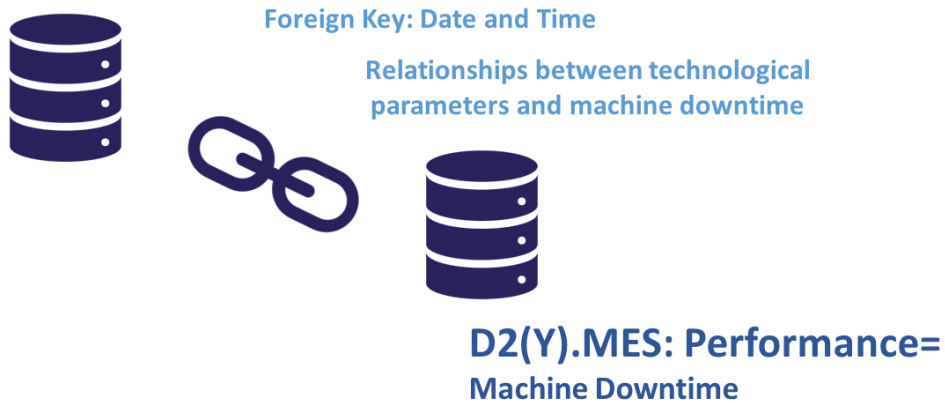 Foreign Key: Date and Time
Relationships between technological
parameters and machine downtime
D2(Y).MES: Performance=
Machine Downtime